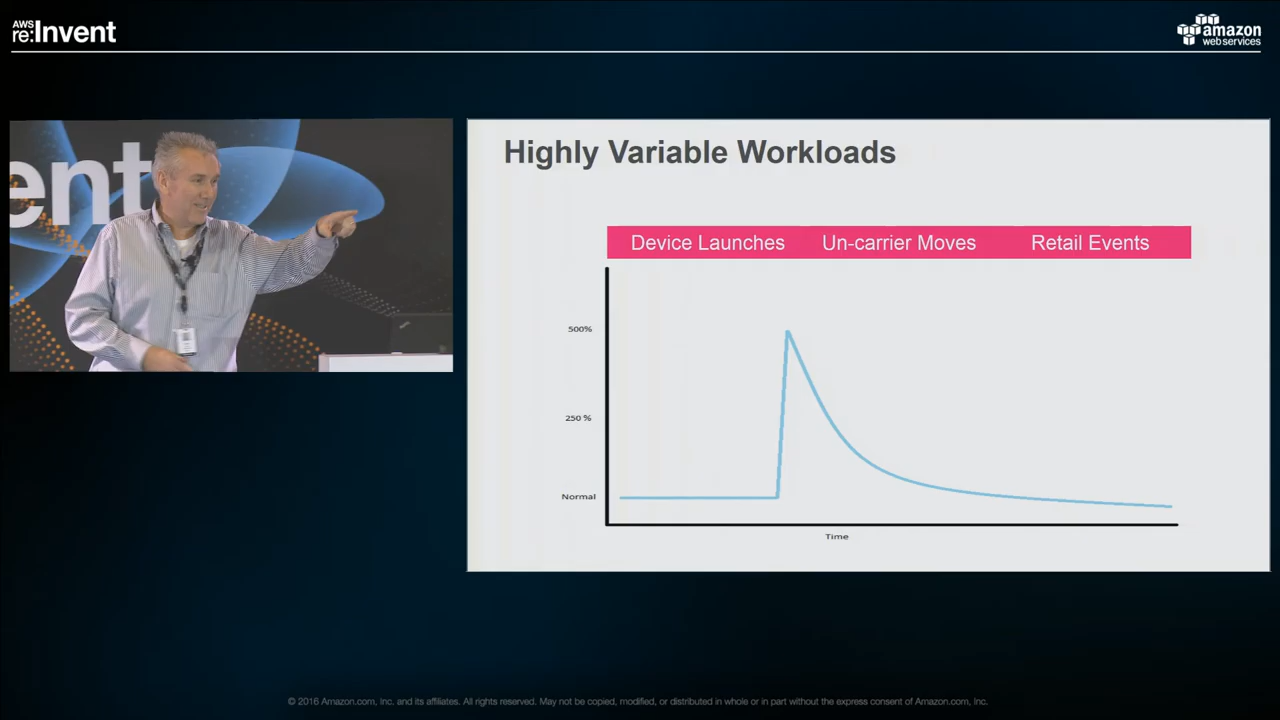 AWS
re:Invent
amazon
web services
ent
Highly Variable Workloads
Device Launches Un-carrier Moves Retail Events
500%
250 %
Normal
Time
© 2016 Amazon.com, Inc. and its affiliates. All rights reserved. May not be copied, modified, or distributed in whole or in part without the express consent of Amazon.com, Inc.